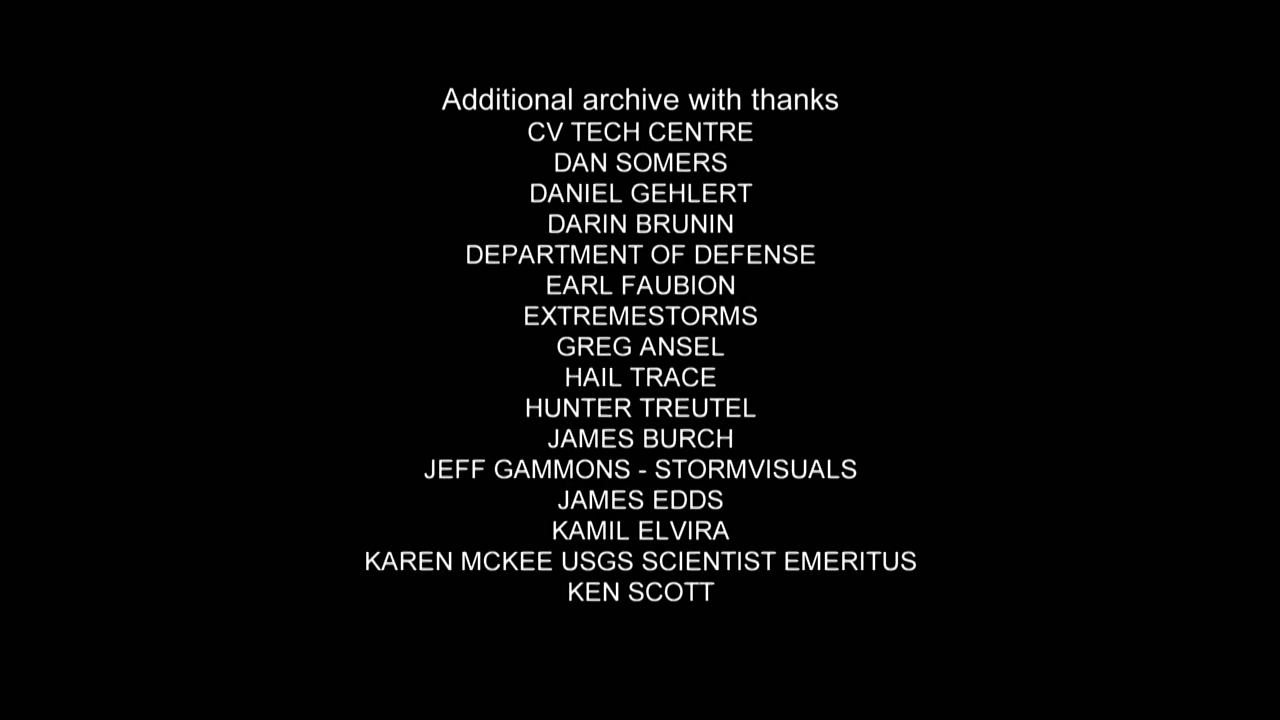 Additional archive with thanks
CV TECH CENTRE
DAN SOMERS
DANIEL GEHLERT
DARIN BRUNIN
DEPARTMENT OF DEFENSE
EARL FAUBION
EXTREMESTORMS
GREG ANSEL
HAIL TRACE
HUNTER TREUTEL
JAMES BURCH
JEFF GAMMONS - STORMVISUALS
JAMES EDDS
KAMIL ELVIRA
KAREN MCKEE USGS SCIENTIST EMERITUS
KEN SCOTT